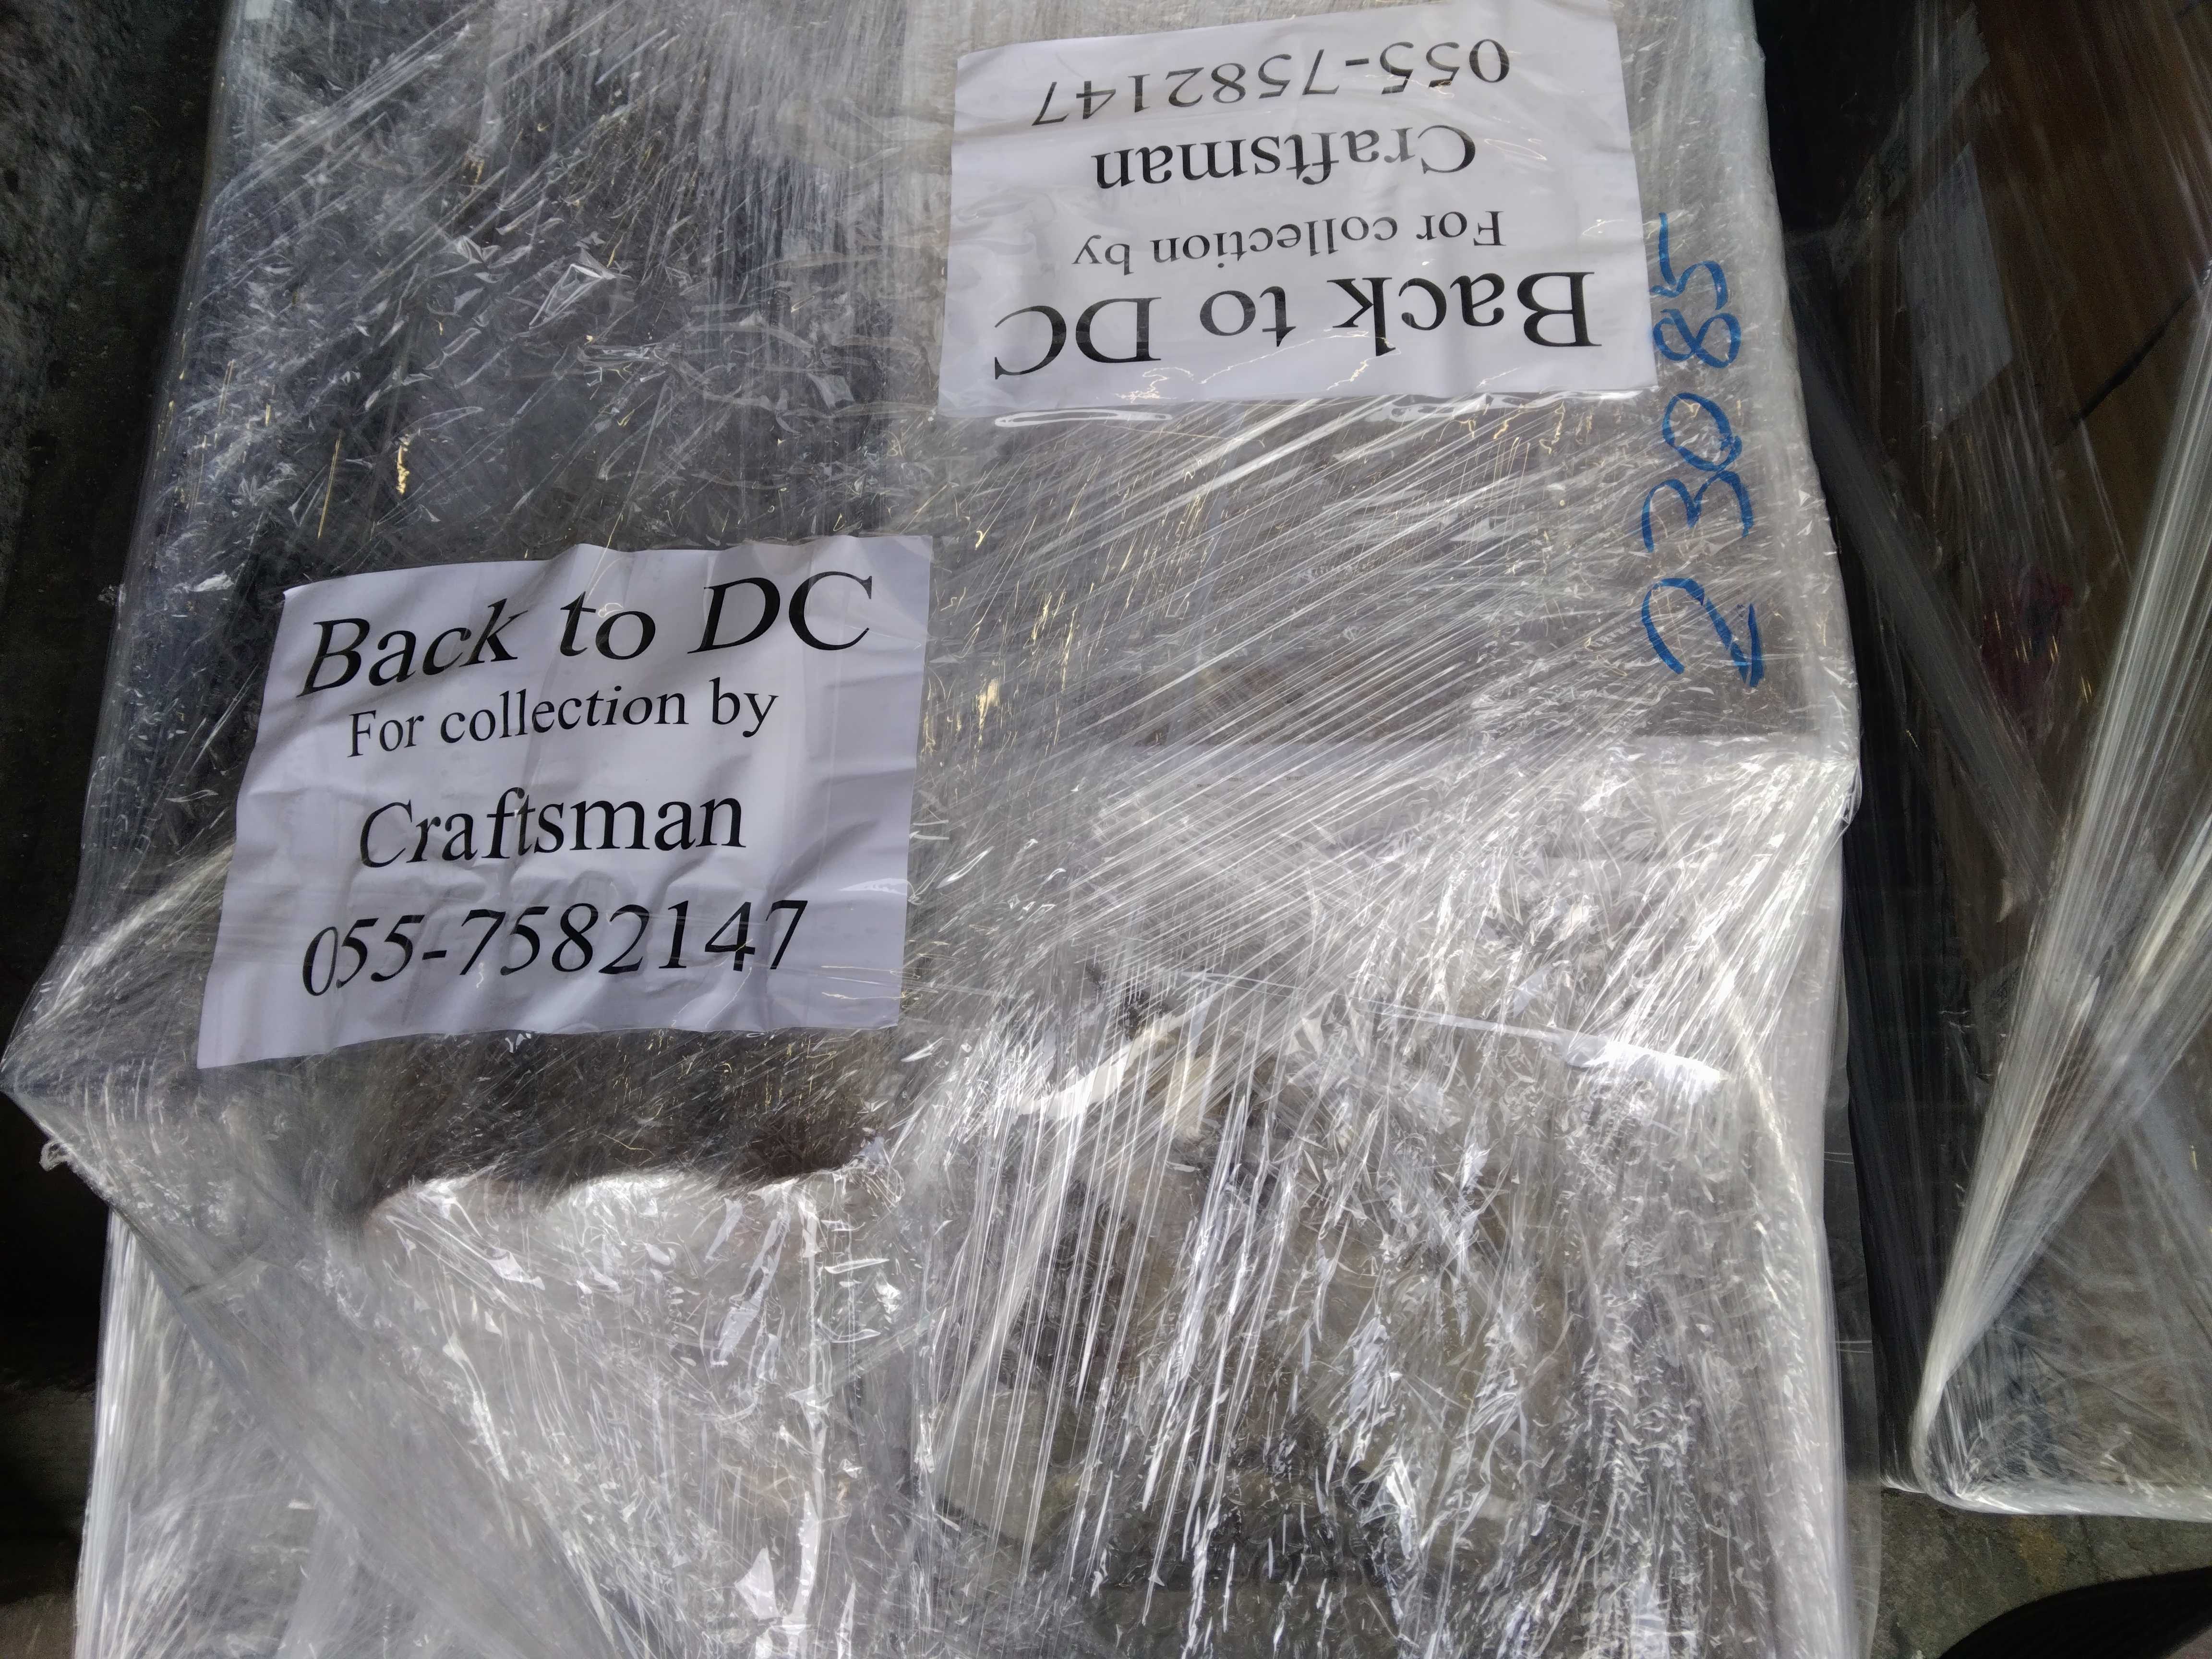 055-7582147
Craftsman
For collection by
Back to DC
23085
Back to DC
For collection by
Craftsman
055-7582147